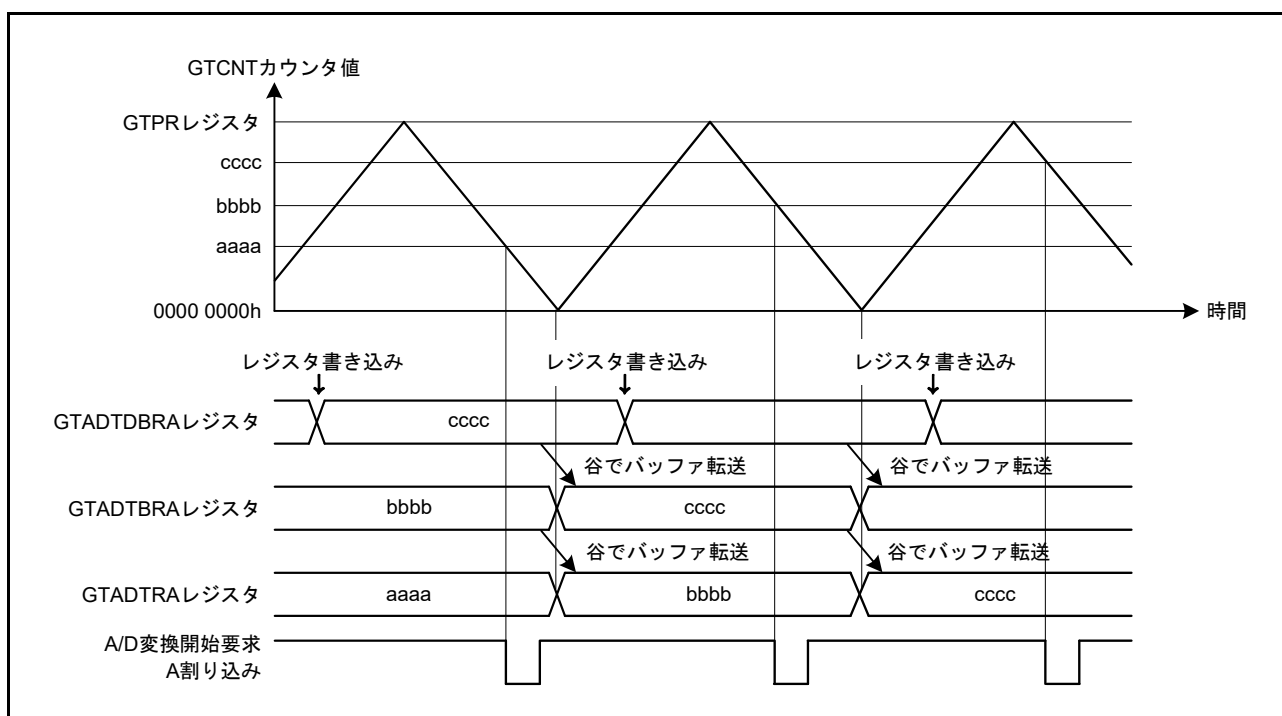 GTCNTカウンタ値
GTPRレジスタ
cccc
bbbb
aaaa
0000 0000h
時間
レジスタ書き込み レジスタ書き込み レジスタ書き込み
GTADTDBRAレジスタ cccc
谷でバッファ転送 谷でバッファ転送
GTADTBRAレジスタ bbbb cccc
谷でバッファ転送 谷でバッファ転送
GTADTRAレジスタ aaaa bbbb cccc
A/D変換開始要求
A割り込み